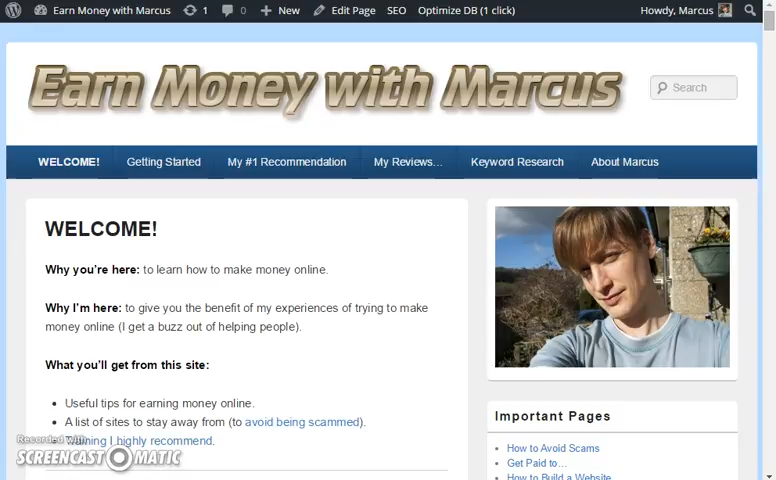 Earn Money with Marcus 1 0 New Edit Page SEO Optimize DB (1 click) Howdy, Marcus
Earn Money with Marcus
Search
WELCOME! Getting Started My #1 Recommendation My Reviews... Keyword Research About Marcus
WELCOME!
Why you're here: to learn how to make money online.
Why I'm here: to give you the benefit of my experiences of trying to make
money online (I get a buzz out of helping people).
What you'll get from this site:
Useful tips for earning money online.
A list of sites to stay away from (to avoid being scammed).
Training I highly recommend.
Recorded with
SCREENCAST-O-MATIC
Important Pages
How to Avoid Scams
Get Paid to...
How to Build a Website